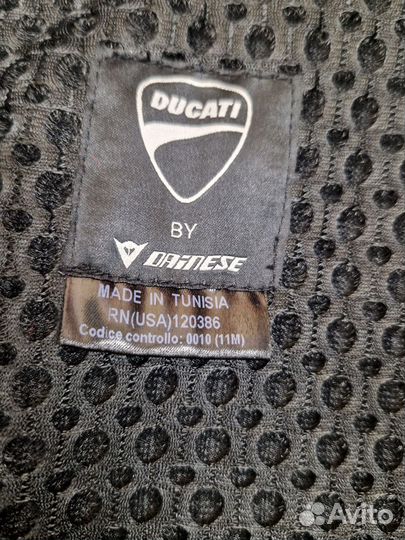 DUCATI
BY
DAINESE
MADE IN TUNISIA
RN(USA)120386
Codice controllo: 0010 (11M)
Avito